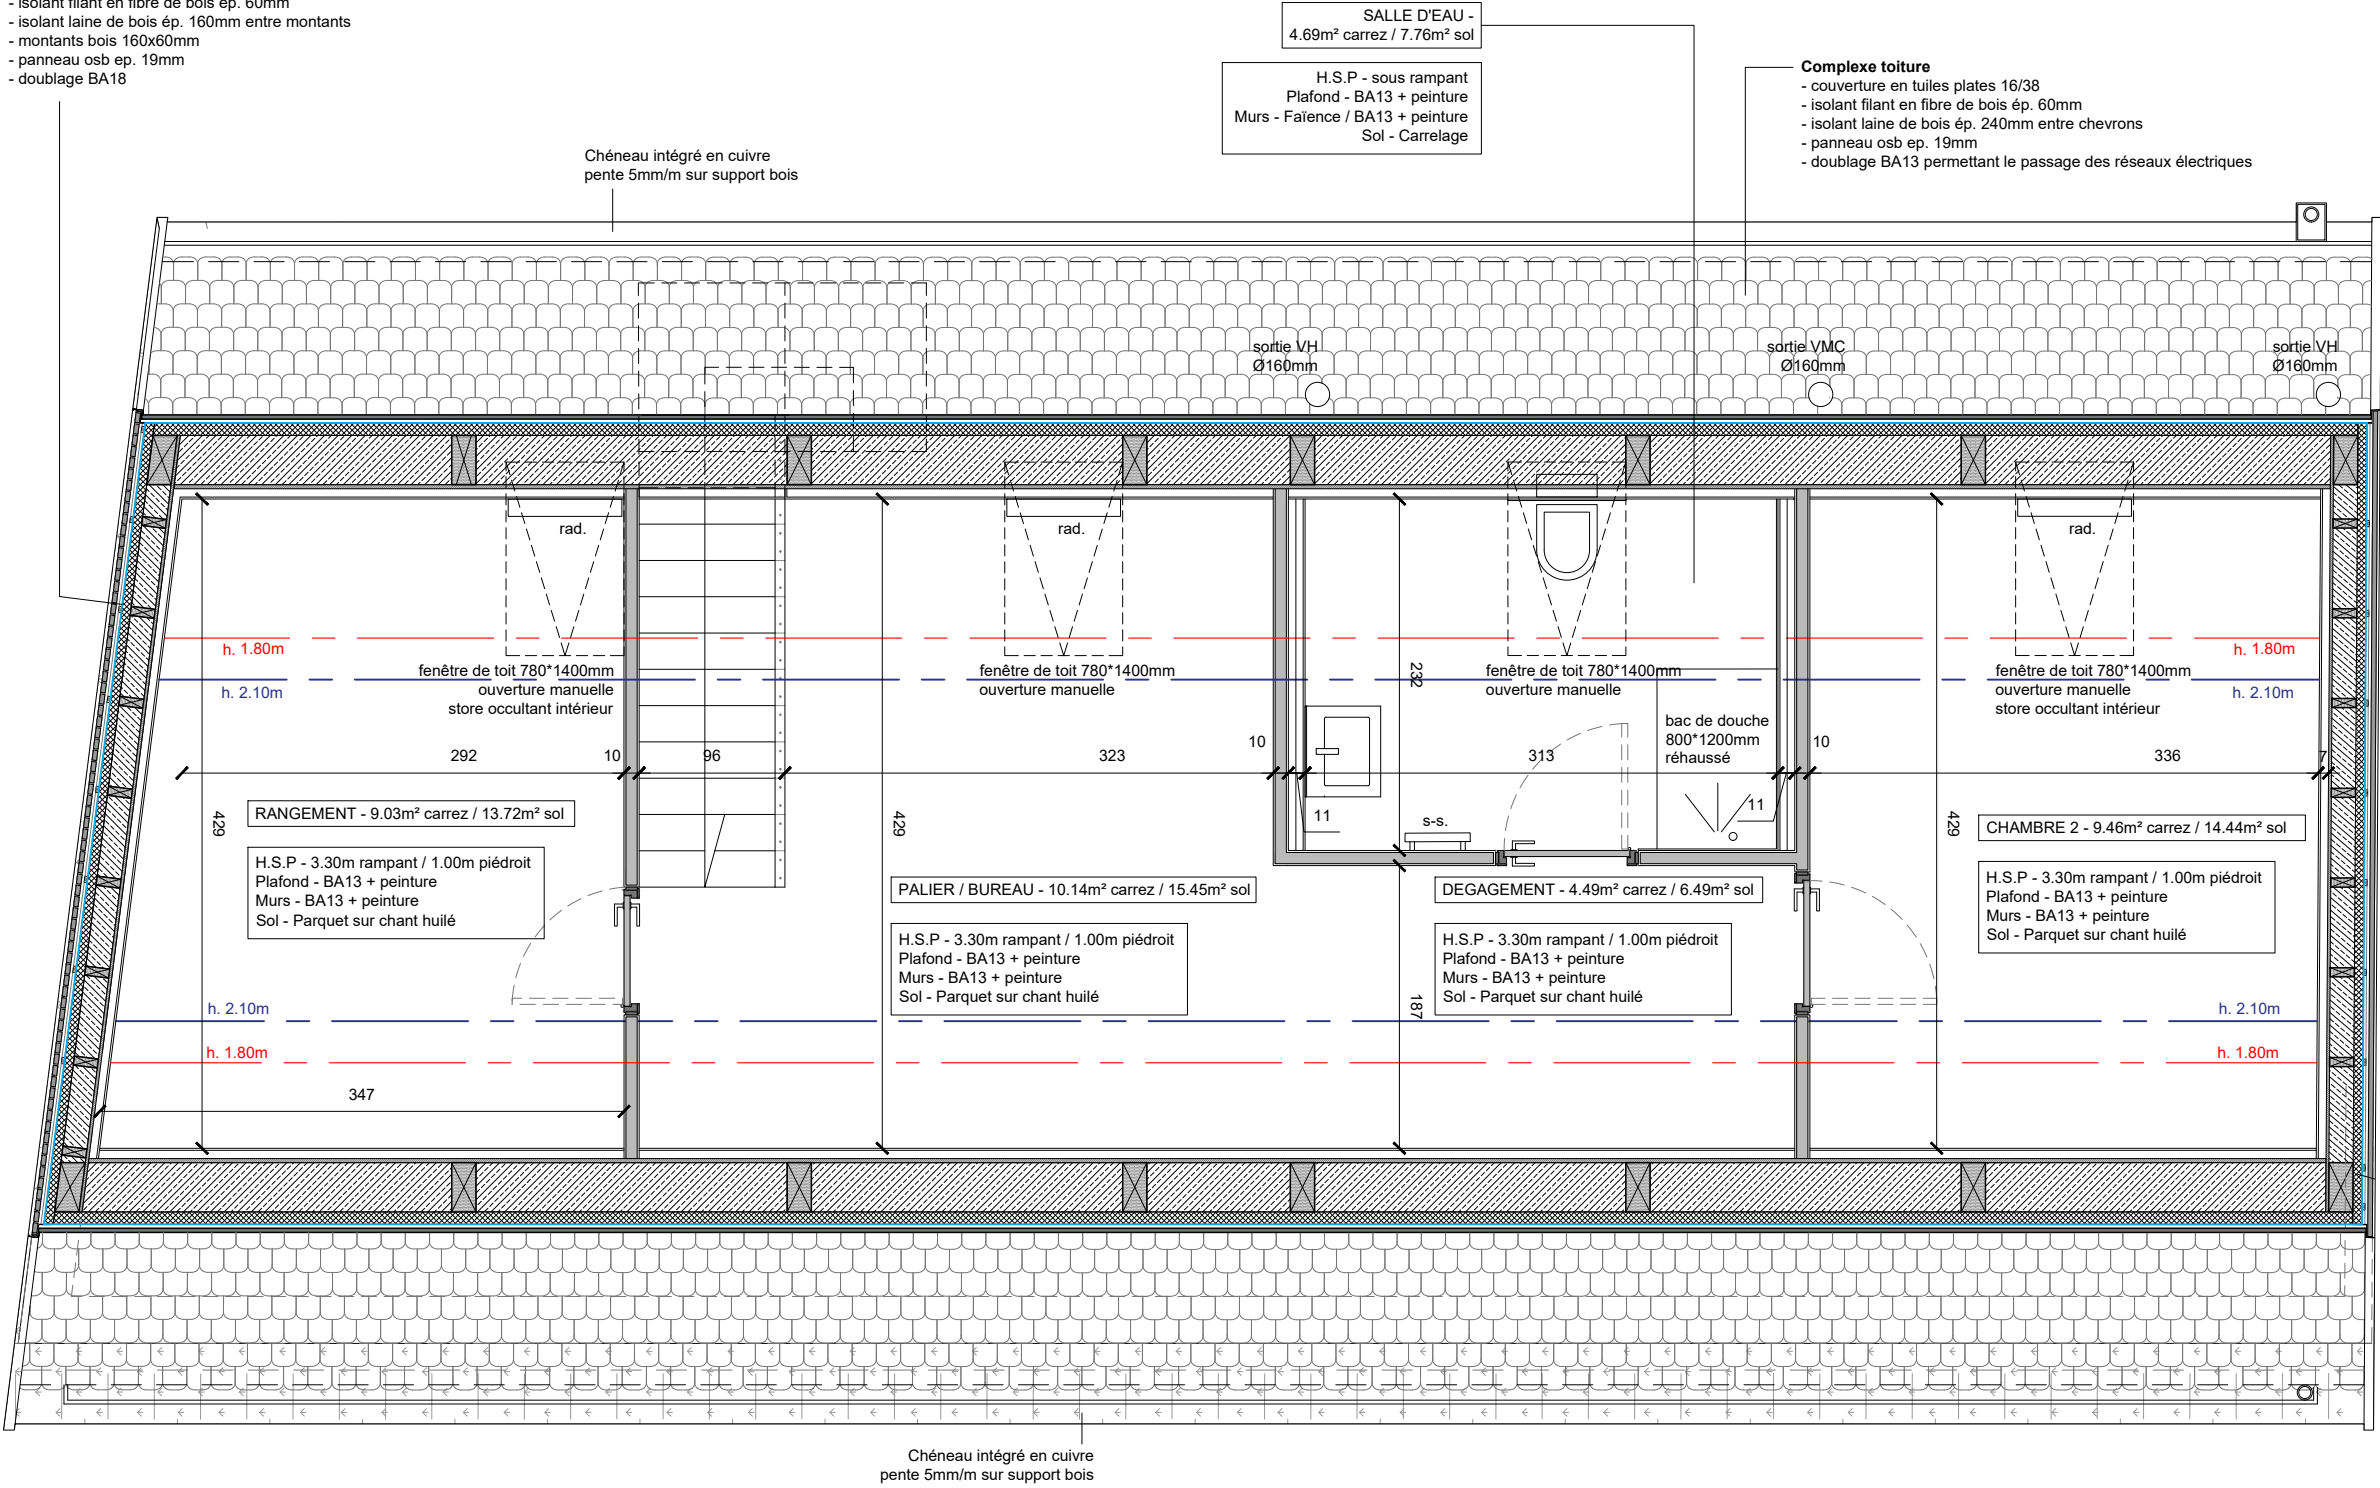 - isolant filant en fibre de bois ép. 60mm
- isolant laine de bois ép. 160mm entre montants
- montants bois 160x60mm
- panneau osb ep. 19mm
- doublage BA18
SALLE D'EAU -
4.69m² carrez / 7.76m² sol
H.S.P - sous rampant
Plafond - BA13 + peinture
Murs - Faïence / BA13 + peinture
Sol - Carrelage
Complexe toiture
- couverture en tuiles plates 16/38
- isolant filant en fibre de bois ép. 60mm
- isolant laine de bois ép. 240mm entre chevrons
- panneau osb ep. 19mm
- doublage BA13 permettant le passage des réseaux électriques
Chéneau intégré en cuivre
pente 5mm/m sur support bois
sortie VH
Ø160mm
sortie VMC
Ø160mm
sortie VH
Ø160mm
rad.
rad.
rad.
h. 1.80m
h. 1.80m
fenêtre de toit 780*1400mm
ouverture manuelle
store occultant intérieur
fenêtre de toit 780*1400mm
ouverture manuelle
232
fenêtre de toit 780*1400mm
ouverture manuelle
fenêtre de toit 780*1400mm
ouverture manuelle
store occultant intérieur
h. 2.10m
h. 2.10m
bac de douche
800*1200mm
réhaussé
292
10
96
323
10
313
10
336
7
11
11
s-s.
429
429
429
RANGEMENT - 9.03m² carrez / 13.72m² sol
H.S.P - 3.30m rampant / 1.00m piédroit
Plafond - BA13 + peinture
Murs - BA13 + peinture
Sol - Parquet sur chant huilé
PALIER / BUREAU - 10.14m² carrez / 15.45m² sol
H.S.P - 3.30m rampant / 1.00m piédroit
Plafond - BA13 + peinture
Murs - BA13 + peinture
Sol - Parquet sur chant huilé
DEGAGEMENT - 4.49m² carrez / 6.49m² sol
H.S.P - 3.30m rampant / 1.00m piédroit
Plafond - BA13 + peinture
Murs - BA13 + peinture
Sol - Parquet sur chant huilé
CHAMBRE 2 - 9.46m² carrez / 14.44m² sol
H.S.P - 3.30m rampant / 1.00m piédroit
Plafond - BA13 + peinture
Murs - BA13 + peinture
Sol - Parquet sur chant huilé
187
h. 2.10m
h. 2.10m
h. 1.80m
h. 1.80m
347
Chéneau intégré en cuivre
pente 5mm/m sur support bois